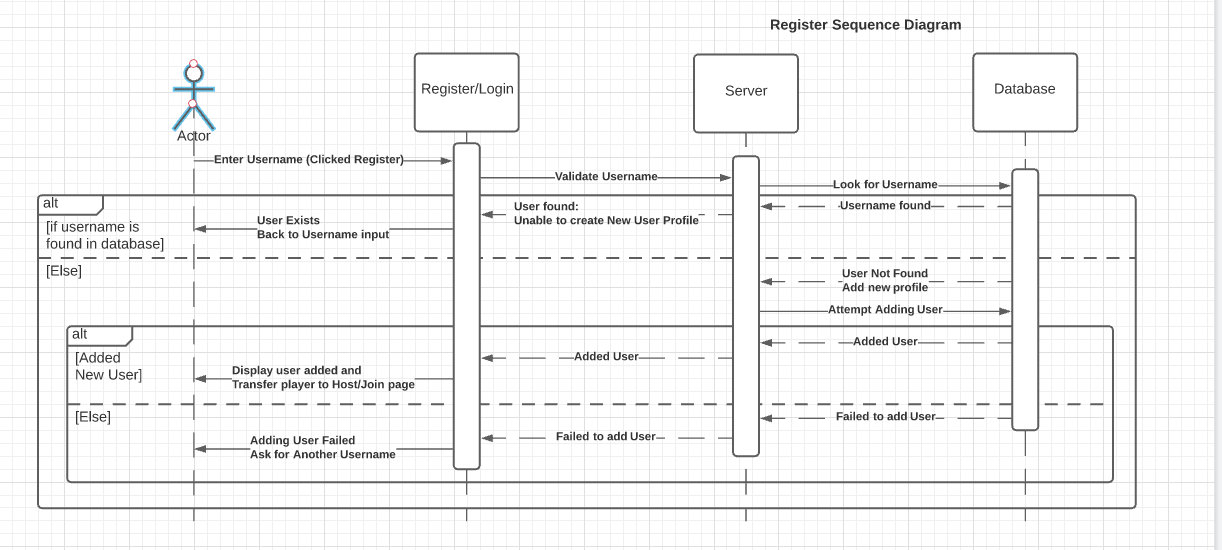 Register Sequence Diagram
Register/Login
Server
Database
Actor
Enter Username (Clicked Register)
Validate Username
Look for Username
alt
[if username is
found in database]
Username found
User found:
Unable to create New User Profile
User Exists
Back to Username input
[Else]
User Not Found
Add new profile
Attempt Adding User
alt
[Added
New User]
Added User
Added User
Display user added and
Transfer player to Host/Join page
[Else]
Failed to add User
Failed to add User
Adding User Failed
Ask for Another Username